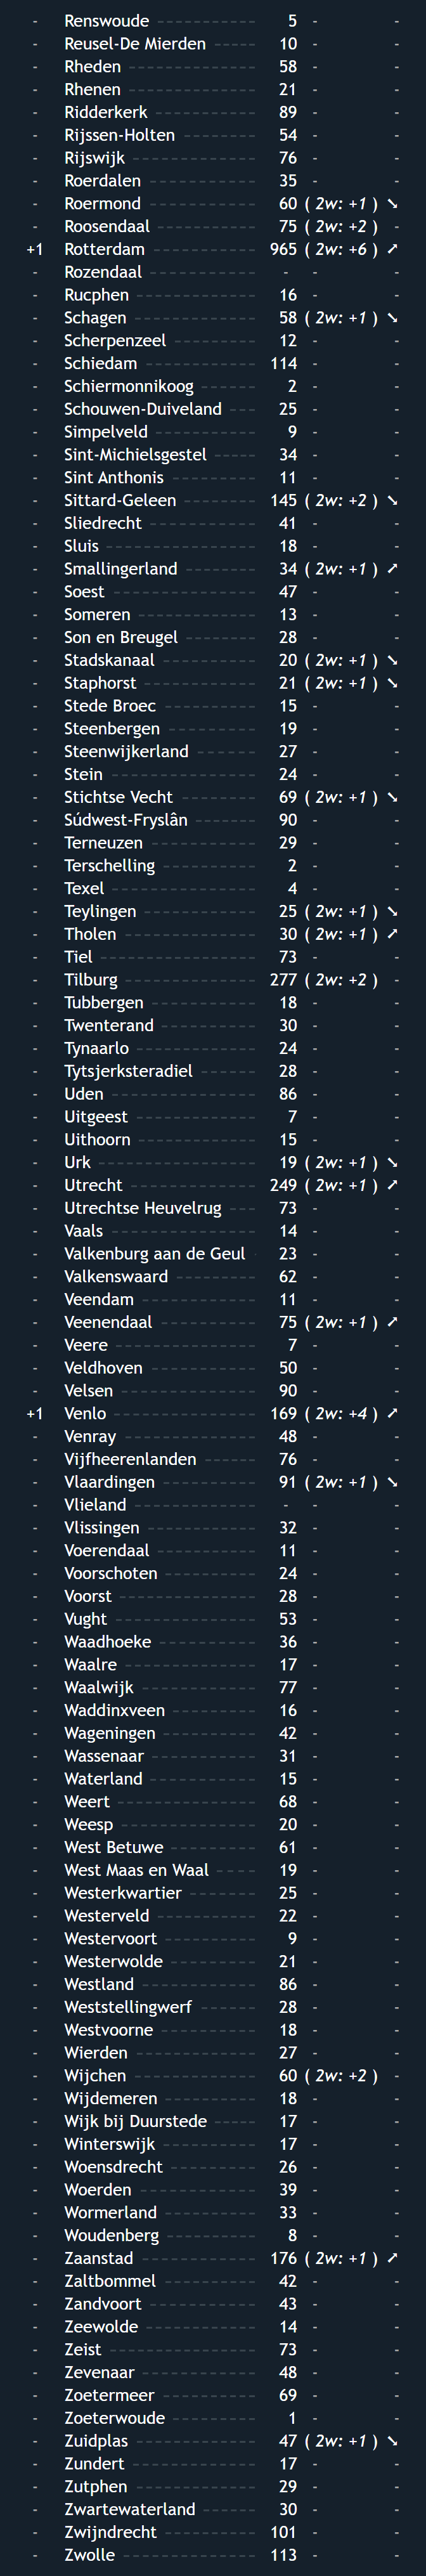 - Renswoude ------------- 5 - -
- Reusel-De Mierden ------ 10 - -
- Rheden ---------------- 58 - -
- Rhenen ---------------- 21 - -
- Ridderkerk ------------- 89 - -
- Rijssen-Holten ---------- 54 - -
- Rijswijk --------------- 76 - -
- Roerdalen ------------- 35 - -
- Roermond ------------- 60 ( 2w: +1 ) ➘
- Roosendaal ------------ 75 ( 2w: +2 ) -
+1 Rotterdam ------------- 965 ( 2w: +6 ) ➚
- Rozendaal ------------- - - -
- Rucphen --------------- 16 - -
- Schagen --------------- 58 ( 2w: +1 ) ➘
- Scherpenzeel ----------- 12 - -
- Schiedam -------------- 114 - -
- Schiermonnikoog ------- 2 - -
- Schouwen-Duiveland --- 25 - -
- Simpelveld ------------- 9 - -
- Sint-Michielsgestel ----- 34 - -
- Sint Anthonis ----------- 11 - -
- Sittard-Geleen ---------- 145 ( 2w: +2 ) ➘
- Sliedrecht -------------- 41 - -
- Sluis ------------------ 18 - -
- Smallingerland --------- 34 ( 2w: +1 ) ➚
- Soest ------------------ 47 - -
- Someren --------------- 13 - -
- Son en Breugel --------- 28 - -
- Stadskanaal ------------ 20 ( 2w: +1 ) ➘
- Staphorst -------------- 21 ( 2w: +1 ) ➘
- Stede Broec ------------ 15 - -
- Steenbergen ----------- 19 - -
- Steenwijkerland ------- 27 - -
- Stein ------------------ 24 - -
- Stichtse Vecht ---------- 69 ( 2w: +1 ) ➘
- Súdwest-Fryslân ------- 90 - -
- Terneuzen ------------- 29 - -
- Terschelling ------------ 2 - -
- Texel ------------------ 4 - -
- Teylingen -------------- 25 ( 2w: +1 ) ➘
- Tholen ---------------- 30 ( 2w: +1 ) ➚
- Tiel ------------------- 73 - -
- Tilburg ---------------- 277 ( 2w: +2 ) -
- Tubbergen ------------- 18 - -
- Twenterand ------------ 30 - -
- Tynaarlo --------------- 24 - -
- Tytsjerksteradiel ------- 28 - -
- Uden ------------------ 86 - -
- Uitgeest --------------- 7 - -
- Uithoorn --------------- 15 - -
- Urk ------------------- 19 ( 2w: +1 ) ➘
- Utrecht ---------------- 249 ( 2w: +1 ) ➚
- Utrechtse Heuvelrug --- 73 - -
- Vaals ------------------ 14 - -
- Valkenburg aan de Geul - 23 - -
- Valkenswaard ---------- 62 - -
- Veendam -------------- 11 - -
- Veenendaal ------------ 75 ( 2w: +1 ) ➚
- Veere ----------------- 7 - -
- Veldhoven ------------- 50 - -
- Velsen ---------------- 90 - -
+1 Venlo ----------------- 169 ( 2w: +4 ) ➚
- Venray ---------------- 48 - -
- Vijfheerenlanden ------- 76 - -
- Vlaardingen ------------ 91 ( 2w: +1 ) ➘
- Vlieland --------------- - - -
- Vlissingen ------------- 32 - -
- Voerendaal ------------ 11 - -
- Voorschoten ----------- 24 - -
- Voorst ----------------- 28 - -
- Vught ----------------- 53 - -
- Waadhoeke ------------ 36 - -
- Waalre ---------------- 17 - -
- Waalwijk --------------- 77 - -
- Waddinxveen ---------- 16 - -
- Wageningen ------------ 42 - -
- Wassenaar ------------- 31 - -
- Waterland ------------- 15 - -
- Weert ----------------- 68 - -
- Weesp ----------------- 20 - -
- West Betuwe ----------- 61 - -
- West Maas en Waal ---- 19 - -
- Westerkwartier --------- 25 - -
- Westerveld ------------ 22 - -
- Westervoort ----------- 9 - -
- Westerwolde ----------- 21 - -
- Westland -------------- 86 - -
- Weststellingwerf ------ 28 - -
- Westvoorne ------------ 18 - -
- Wierden --------------- 27 - -
- Wijchen --------------- 60 ( 2w: +2 ) -
- Wijdemeren ------------ 18 - -
- Wijk bij Duurstede ----- 17 - -
- Winterswijk ------------ 17 - -
- Woensdrecht ----------- 26 - -
- Woerden --------------- 39 - -
- Wormerland ----------- 33 - -
- Woudenberg ----------- 8 - -
- Zaanstad -------------- 176 ( 2w: +1 ) ➚
- Zaltbommel ------------ 42 - -
- Zandvoort ------------- 43 - -
- Zeewolde -------------- 14 - -
- Zeist ------------------ 73 - -
- Zevenaar -------------- 48 - -
- Zoetermeer ------------ 69 - -
- Zoeterwoude ----------- 1 - -
- Zuidplas --------------- 47 ( 2w: +1 ) ➘
- Zundert --------------- 17 - -
- Zutphen --------------- 29 - -
- Zwartewaterland ------- 30 - -
- Zwijndrecht ------------ 101 - -
- Zwolle ---------------- 113 - -